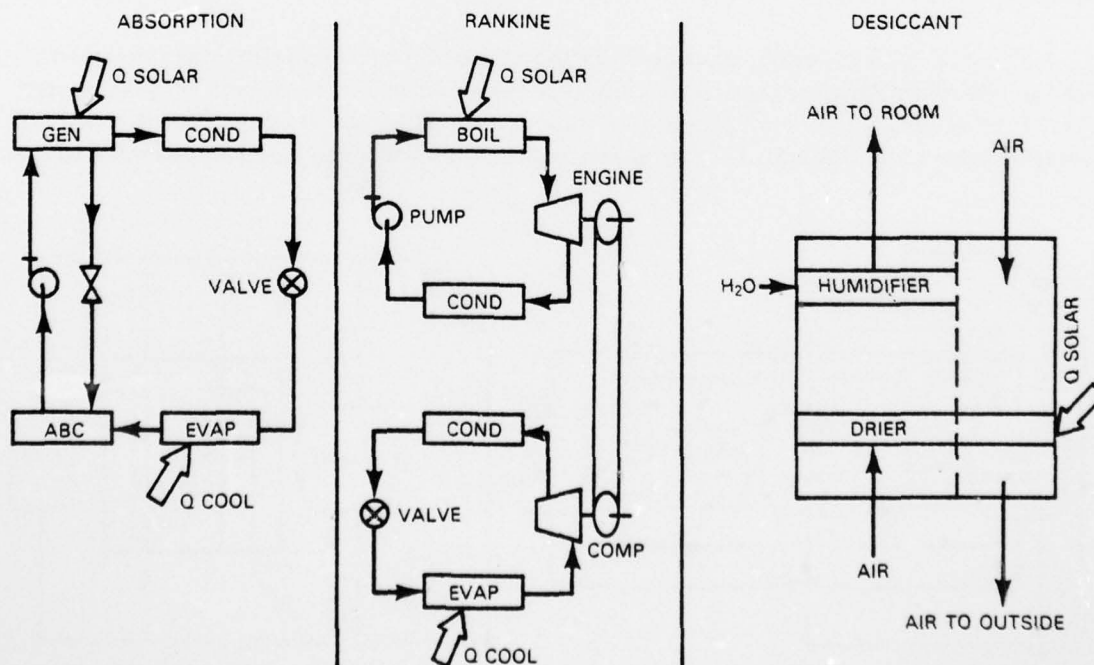 ABSORPTION
Q SOLAR
GEN
COND
VALVE
ABC
EVAP
Q COOL
RANKINE
Q SOLAR
BOIL
ENGINE
PUMP
COND
COND
VALVE
COMP
EVAP
Q COOL
DESICCANT
AIR TO ROOM
AIR
H₂O
HUMIDIFIER
Q SOLAR
DRIER
AIR
AIR TO OUTSIDE